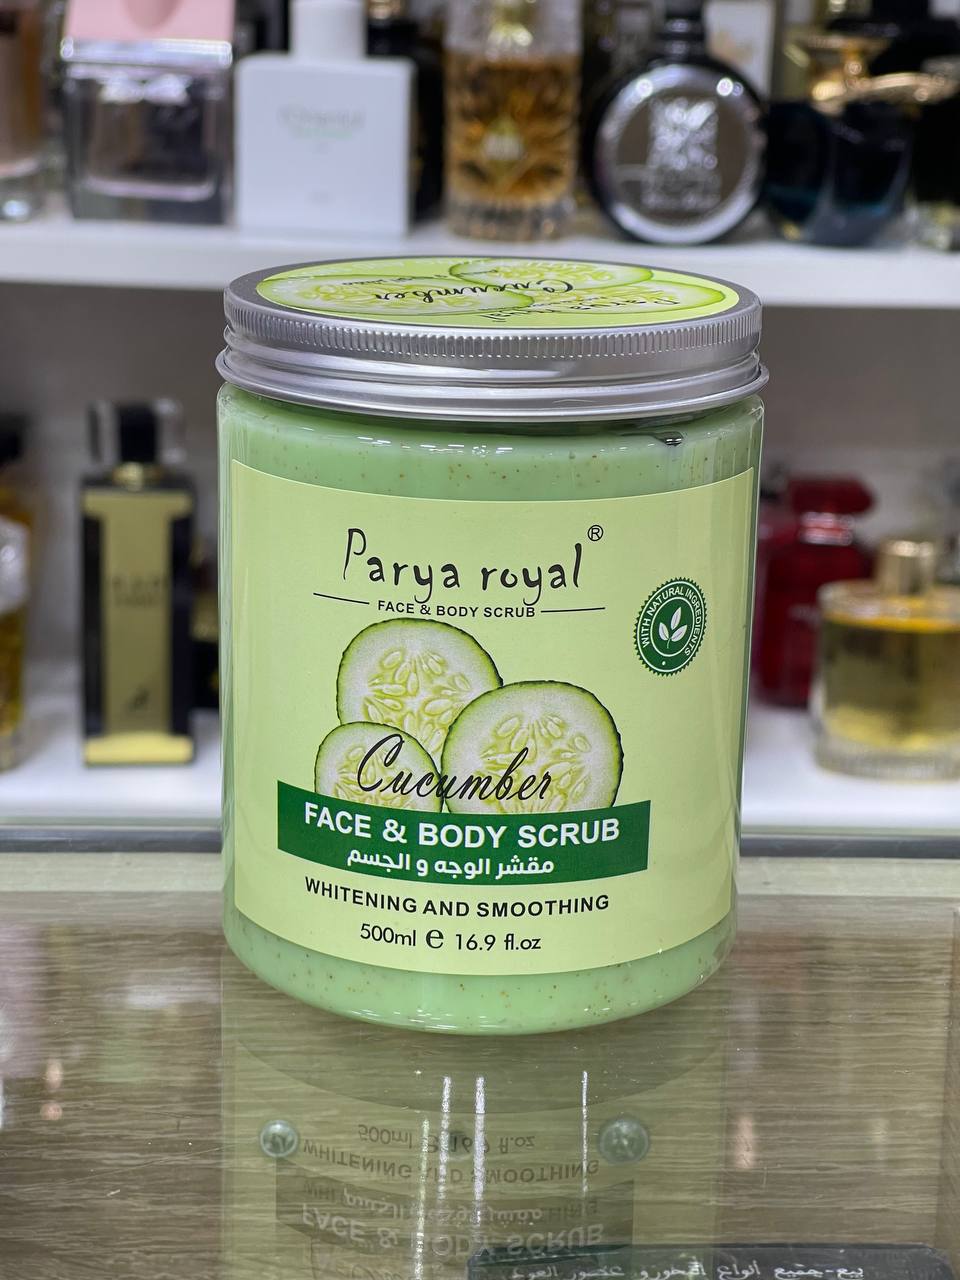 Cucumber
Parya royal®
FACE & BODY SCRUB
WITH NATURAL INGREDIENTS
Cucumber
FACE & BODY SCRUB
مقشر الوجه و الجسم
WHITENING AND SMOOTHING
500ml e 16.9 fl.oz